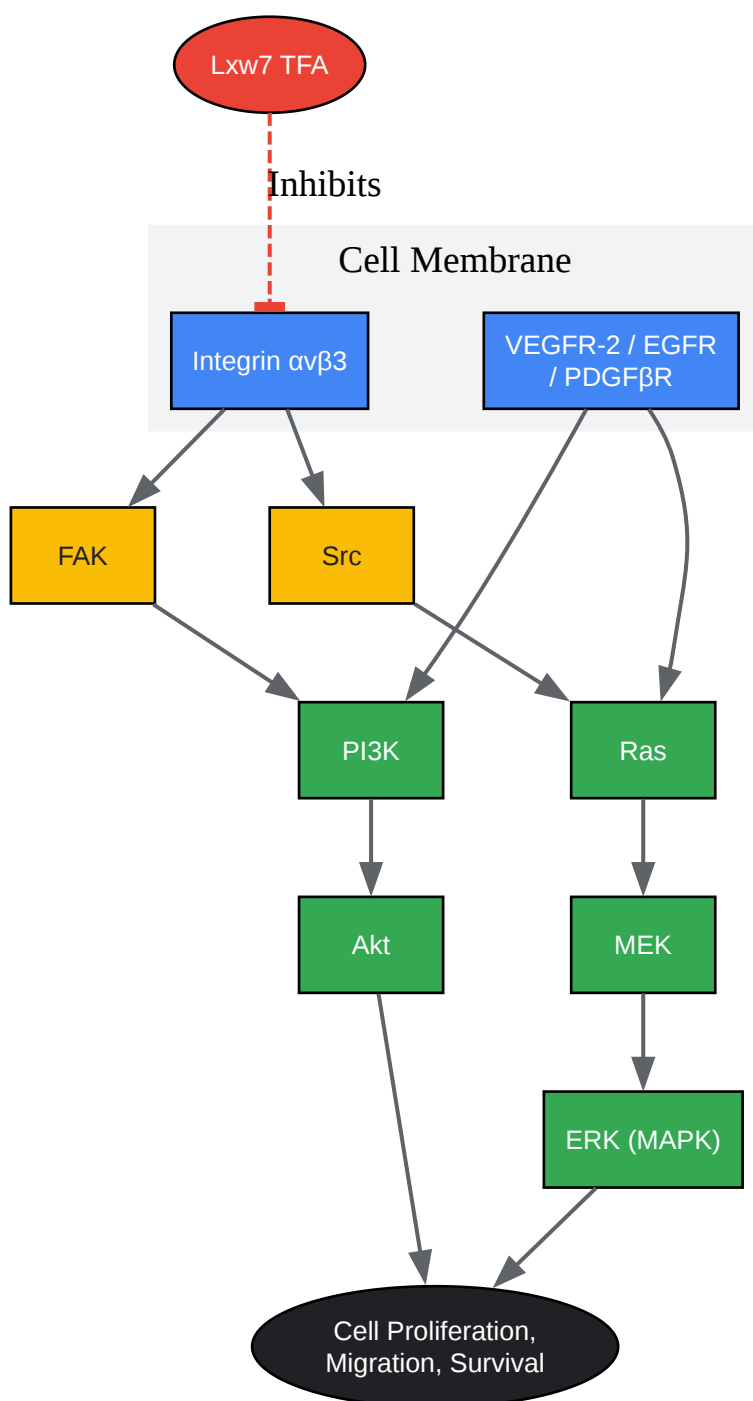 Lxw7 TFA
Inhibits
Cell Membrane
Integrin αvβ3
VEGFR-2 / EGFR
/ PDGFβR
FAK
Src
PI3K
Ras
Akt
MEK
ERK (MAPK)
Cell Proliferation,
Migration, Survival